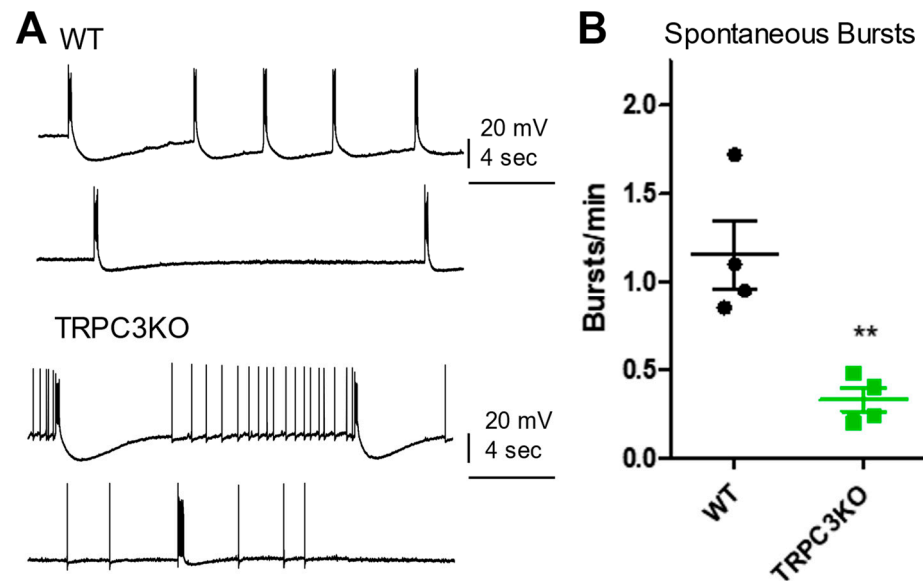 A
WT
20 mV
4 sec
TRPC3KO
20 mV
4 sec
B
Spontaneous Bursts
Bursts/min
2.0
1.5
1.0
0.5
0.0
**
WT
TRPC3KO